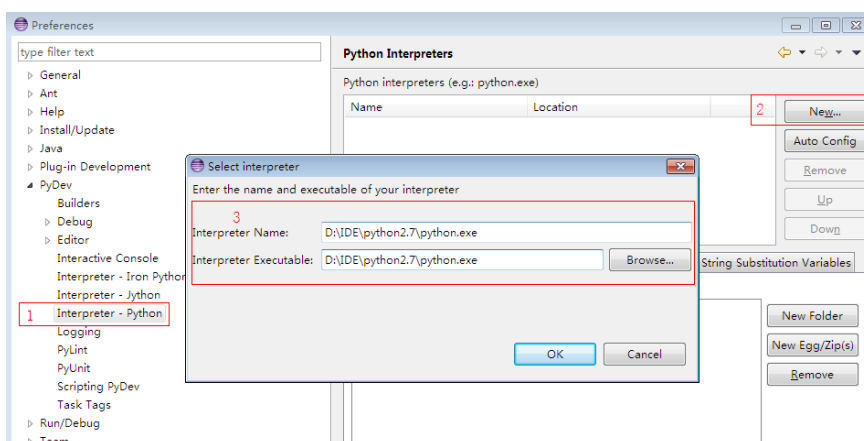 Preferences
type filter text
General
Ant
Help
Install/Update
Java
Plug-in Development
PyDev
Builders
Debug
Editor
Interactive Console
Interpreter - Iron Python
Interpreter - Jython
1 Interpreter - Python
Logging
PyLint
PyUnit
Scripting PyDev
Task Tags
Run/Debug
Team
Python Interpreters
Python interpreters (e.g.: python.exe)
Name Location
2 New...
Auto Config
Remove
Up
Down
Select interpreter
Enter the name and executable of your interpreter
3
Interpreter Name: D:\IDE\python2.7\python.exe
Interpreter Executable: D:\IDE\python2.7\python.exe Browse...
OK Cancel
String Substitution Variables
New Folder
New Egg/Zip(s)
Remove